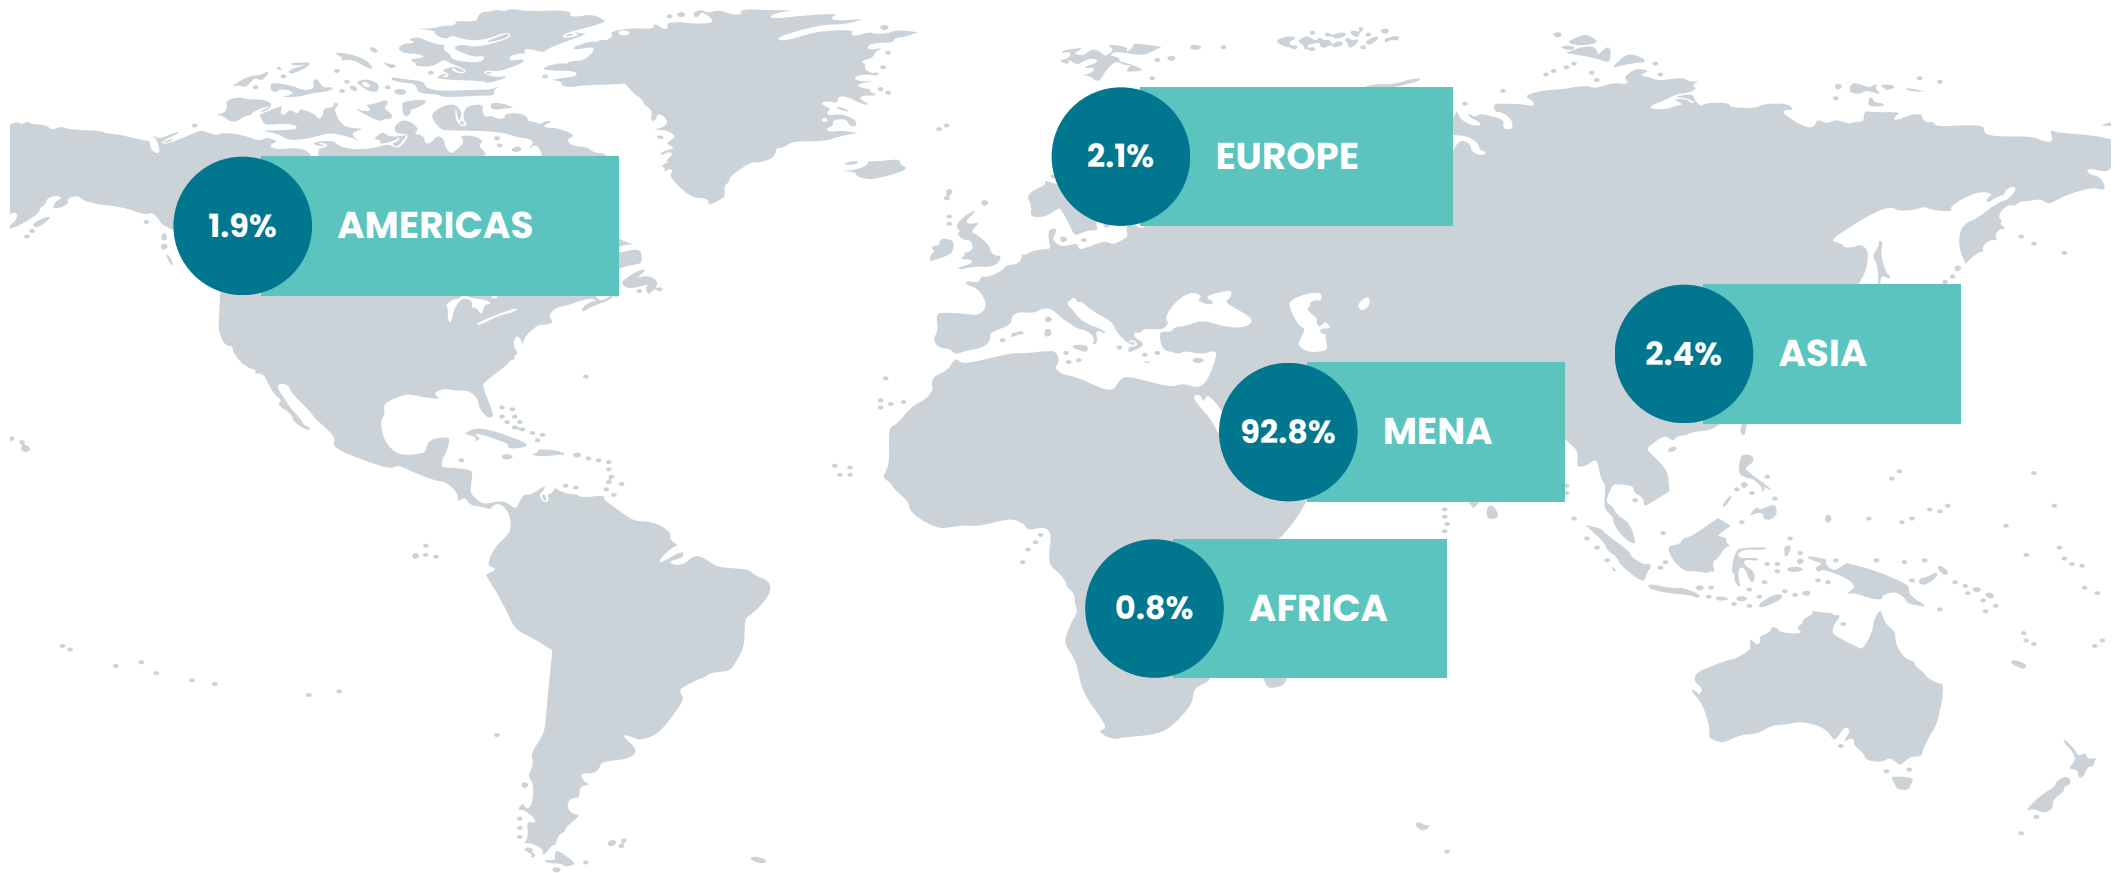 2.1% EUROPE
1.9% AMERICAS
2.4% ASIA
92.8% MENA
0.8% AFRICA